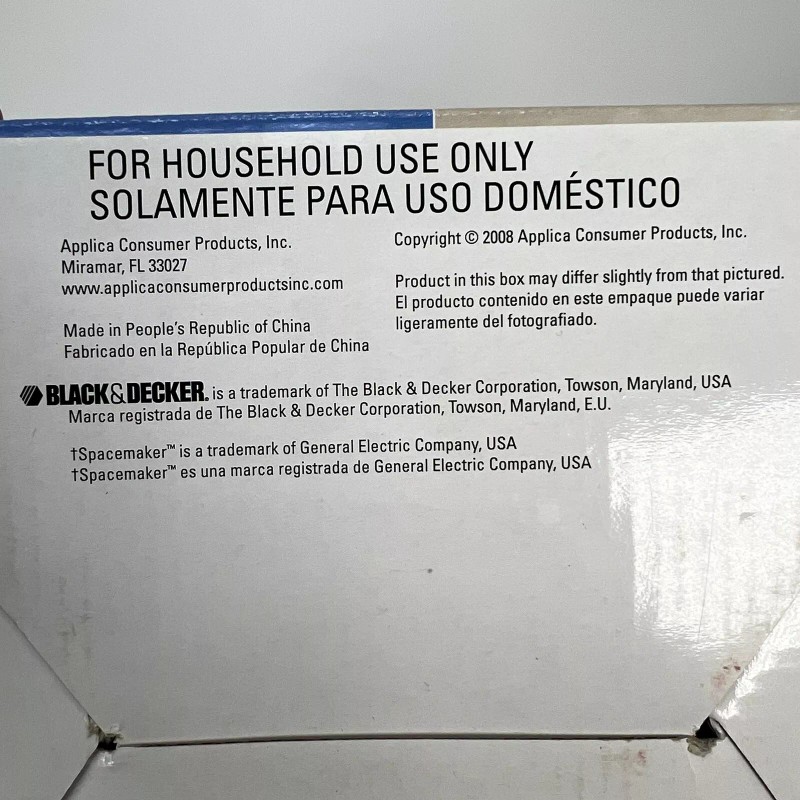 FOR HOUSEHOLD USE ONLY
SOLAMENTE PARA USO DOMÉSTICO
Applica Consumer Products, Inc.
Miramar, FL 33027
www.applicaconsumerproductsinc.com
Made in People's Republic of China
Fabricado en la República Popular de China
Copyright © 2008 Applica Consumer Products, Inc.
Product in this box may differ slightly from that pictured.
El producto contenido en este empaque puede variar
ligeramente del fotografiado.
BLACK&DECKER. is a trademark of The Black & Decker Corporation, Towson, Maryland, USA
Marca registrada de The Black & Decker Corporation, Towson, Maryland, E.U.
†Spacemaker™ is a trademark of General Electric Company, USA
†Spacemaker™ es una marca registrada de General Electric Company, USA